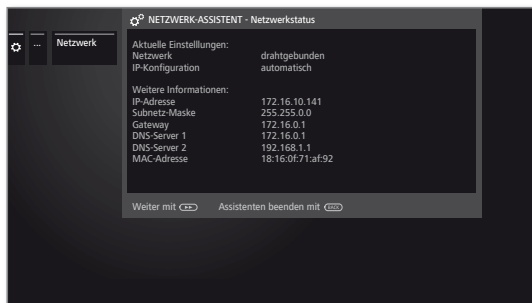 NETZWERK-ASSISTENT - Netzwerkstatus
... Netzwerk
Aktuelle Einstelllungen:
Netzwerk drahtgebunden
IP-Konfiguration automatisch
Weitere Informationen:
IP-Adresse 172.16.10.141
Subnetz-Maske 255.255.0.0
Gateway 172.16.0.1
DNS-Server 1 172.16.0.1
DNS-Server 2 192.168.1.1
MAC-Adresse 18:16:0f:71:af:92
Weiter mit Assistenten beenden mit BACK